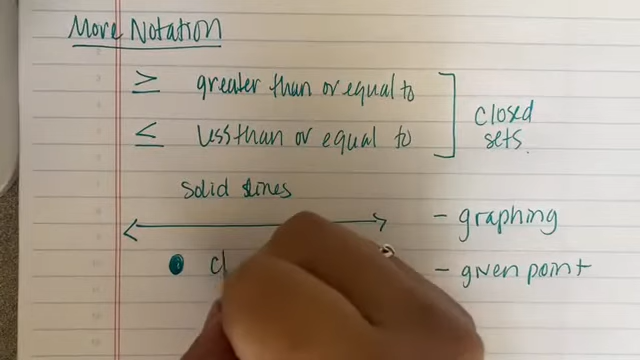 More Notation
≥ greater than or equal to
≤ less than or equal to
closed
sets
solid lines
- graphing
cl
- given point